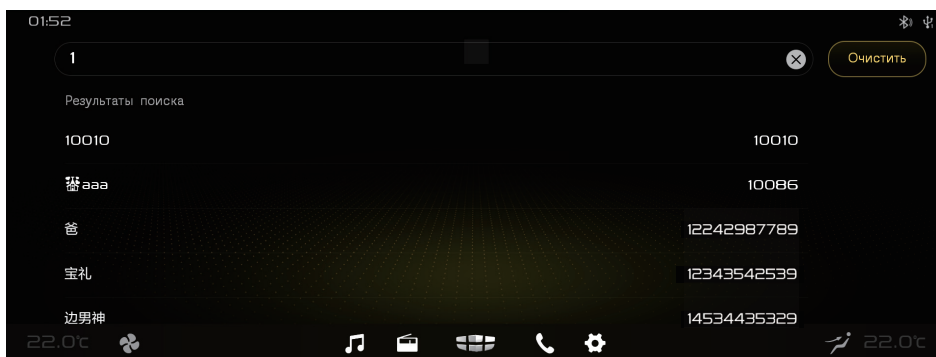 01:52
1
Очистить
Результаты поиска
10010 10010
aaa 10086
爸 12242987789
宝礼 12343542539
边男神 14534435329
22.0℃ 22.0℃